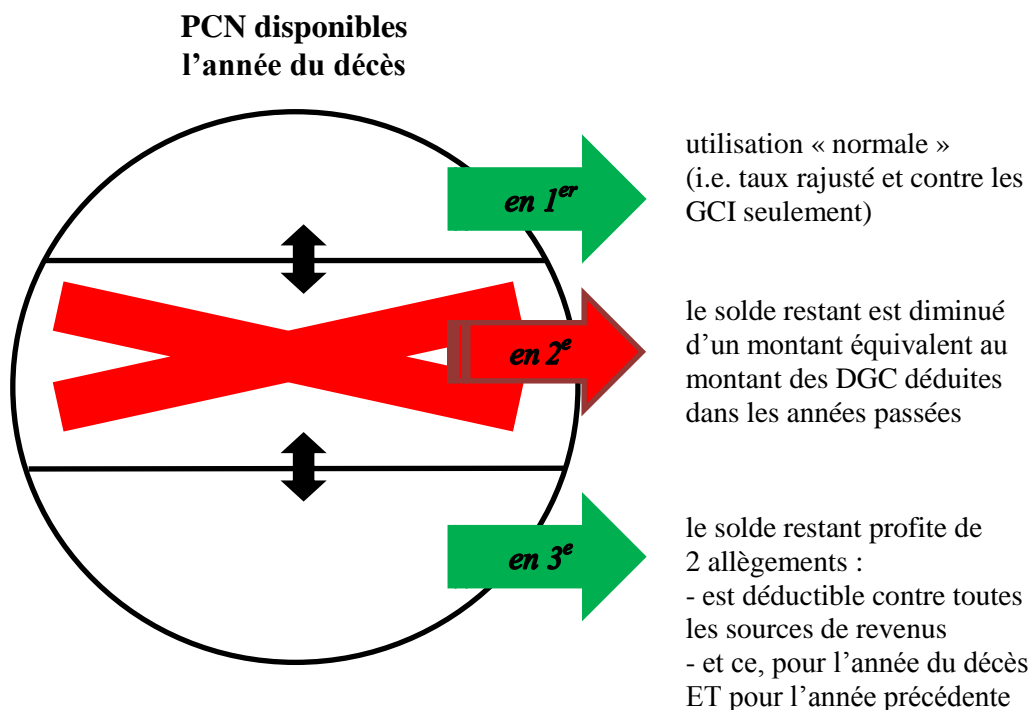 PCN disponibles
l’année du décès
en 1er
utilisation « normale »
(i.e. taux rajusté et contre les
GCI seulement)
en 2e
le solde restant est diminué
d’un montant équivalent au
montant des DGC déduites
dans les années passées
en 3e
le solde restant profite de
2 allègements :
- est déductible contre toutes
les sources de revenus
- et ce, pour l’année du décès
ET pour l’année précédente